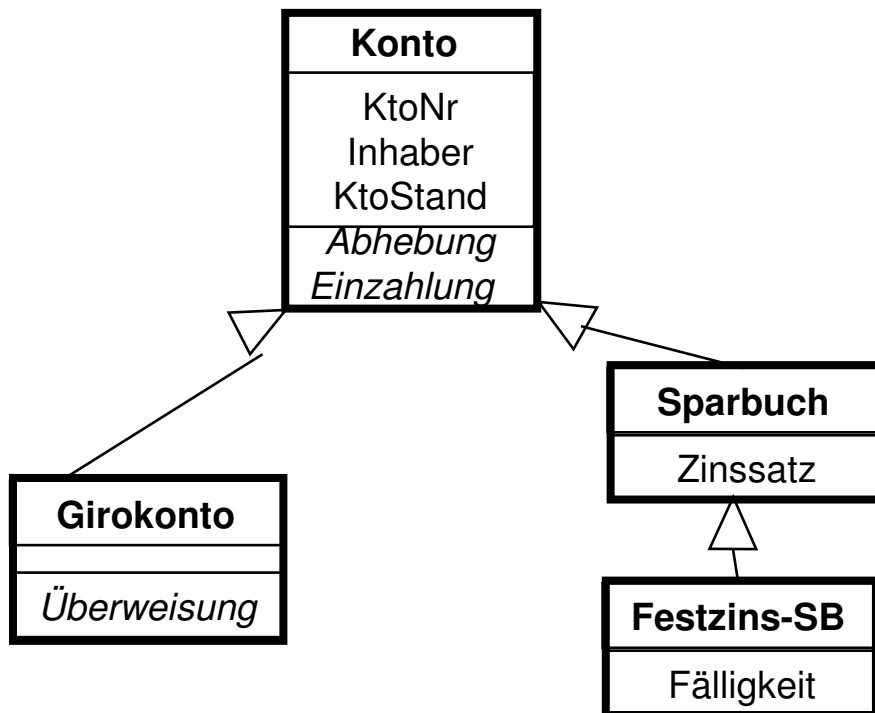 Konto
KtoNr
Inhaber
KtoStand
Abhebung
Einzahlung
Girokonto
Überweisung
Sparbuch
Zinssatz
Festzins-SB
Fälligkeit